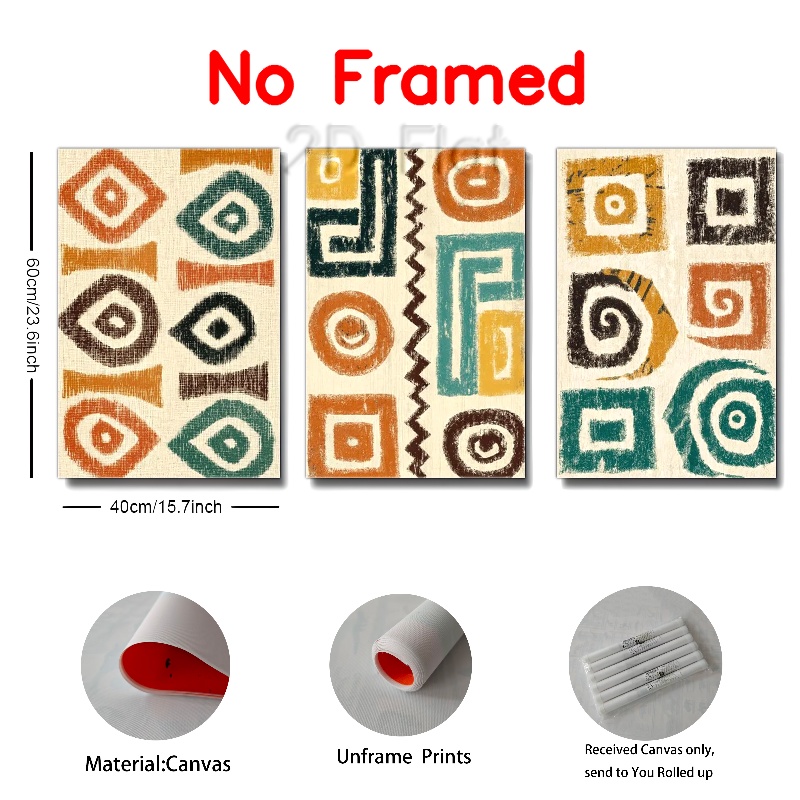 No Framed
2D Flat
60cm/23.6inch
40cm/15.7inch
Material:Canvas
Unframe Prints
Received Canvas only,
send to You Rolled up